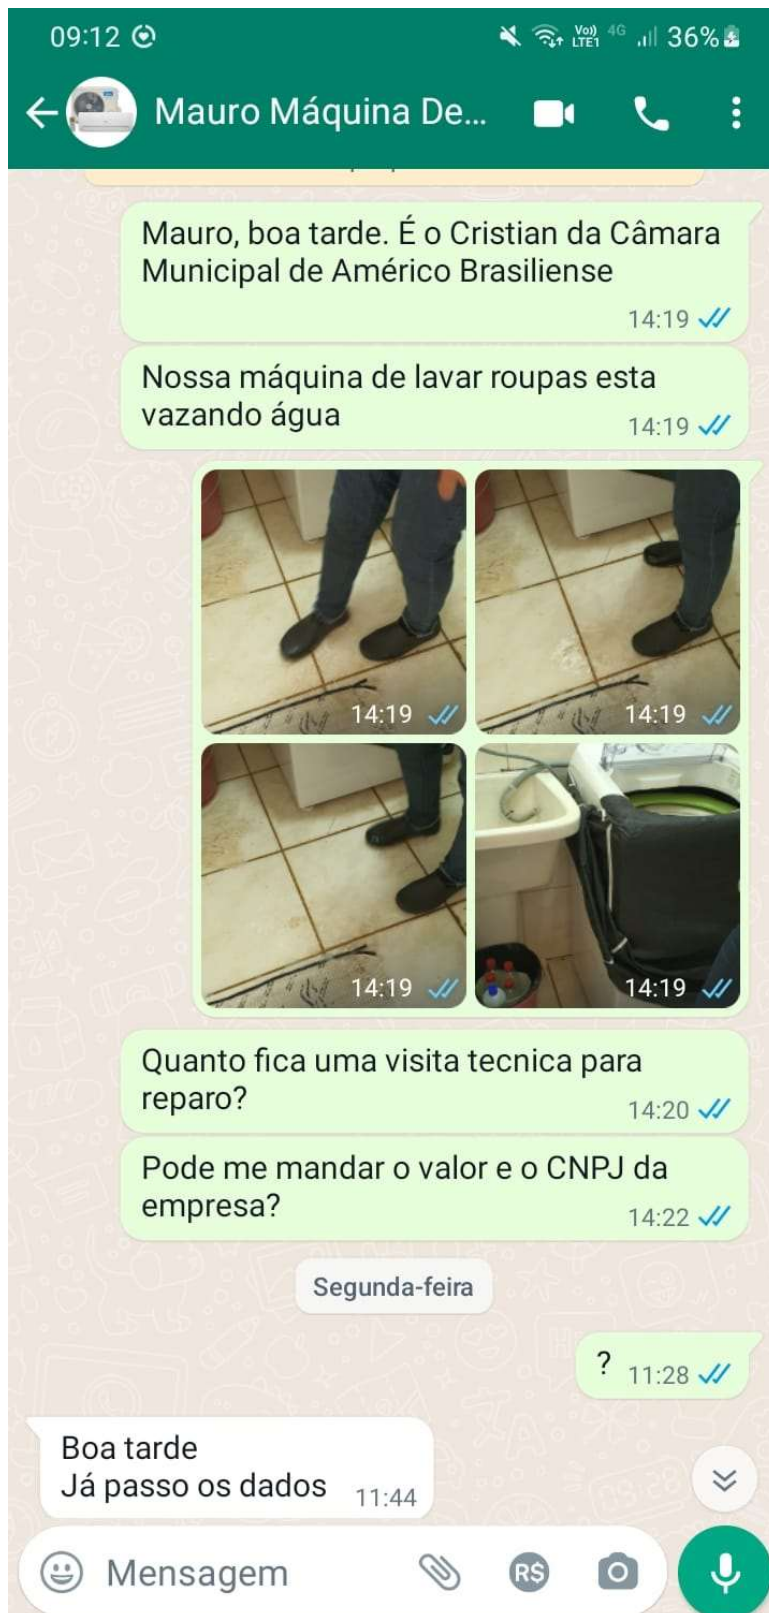 09:12
Vo)) LTE1 4G 36%
Mauro Máquina De...
Mauro, boa tarde. É o Cristian da Câmara
Municipal de Américo Brasiliense
14:19
Nossa máquina de lavar roupas esta
vazando água
14:19
14:19
14:19
14:19
14:19
Quanto fica uma visita tecnica para
reparo?
14:20
Pode me mandar o valor e o CNPJ da
empresa?
14:22
Segunda-feira
? 11:28
Boa tarde
Já passo os dados 11:44
Mensagem
R$